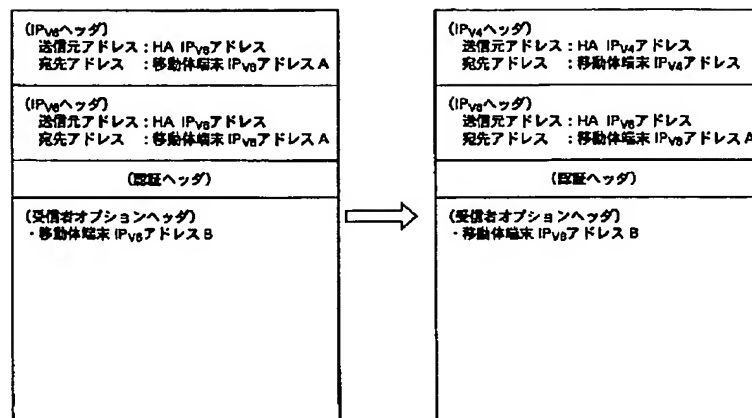 (IPV6ヘッダ)
送信元アドレス：HA IPV6アドレス
宛先アドレス ：移動体端末 IPV6アドレス A
(IPV6ヘッダ)
送信元アドレス：HA IPV6アドレス
宛先アドレス ：移動体端末 IPV6アドレス A
(認証ヘッダ)
(受信者オプションヘッダ)
・移動体端末 IPV6アドレス B
(IPV4ヘッダ)
送信元アドレス：HA IPV4アドレス
宛先アドレス ：移動体端末 IPV4アドレス
(IPV6ヘッダ)
送信元アドレス：HA IPV6アドレス
宛先アドレス ：移動体端末 IPV6アドレス A
(認証ヘッダ)
(受信者オプションヘッダ)
・移動体端末 IPV6アドレス B